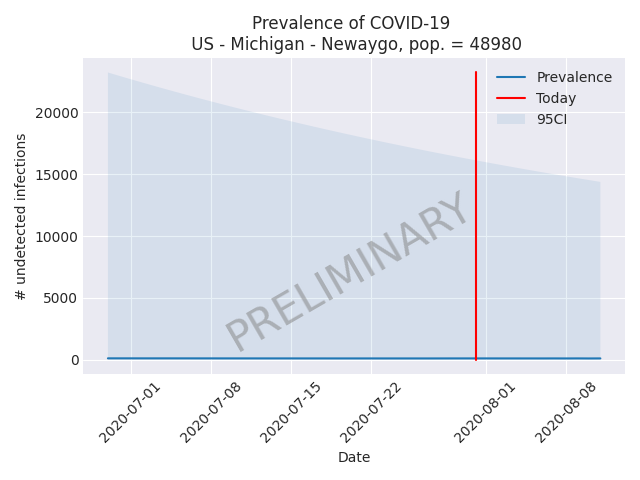 Prevalence of COVID-19
US - Michigan - Newaygo, pop. = 48980
Prevalence
Today
95CI
20000
15000
10000
5000
0
# undetected infections
PRELIMINARY
2020-07-01
2020-07-08
2020-07-15
2020-07-22
2020-08-01
2020-08-08
Date